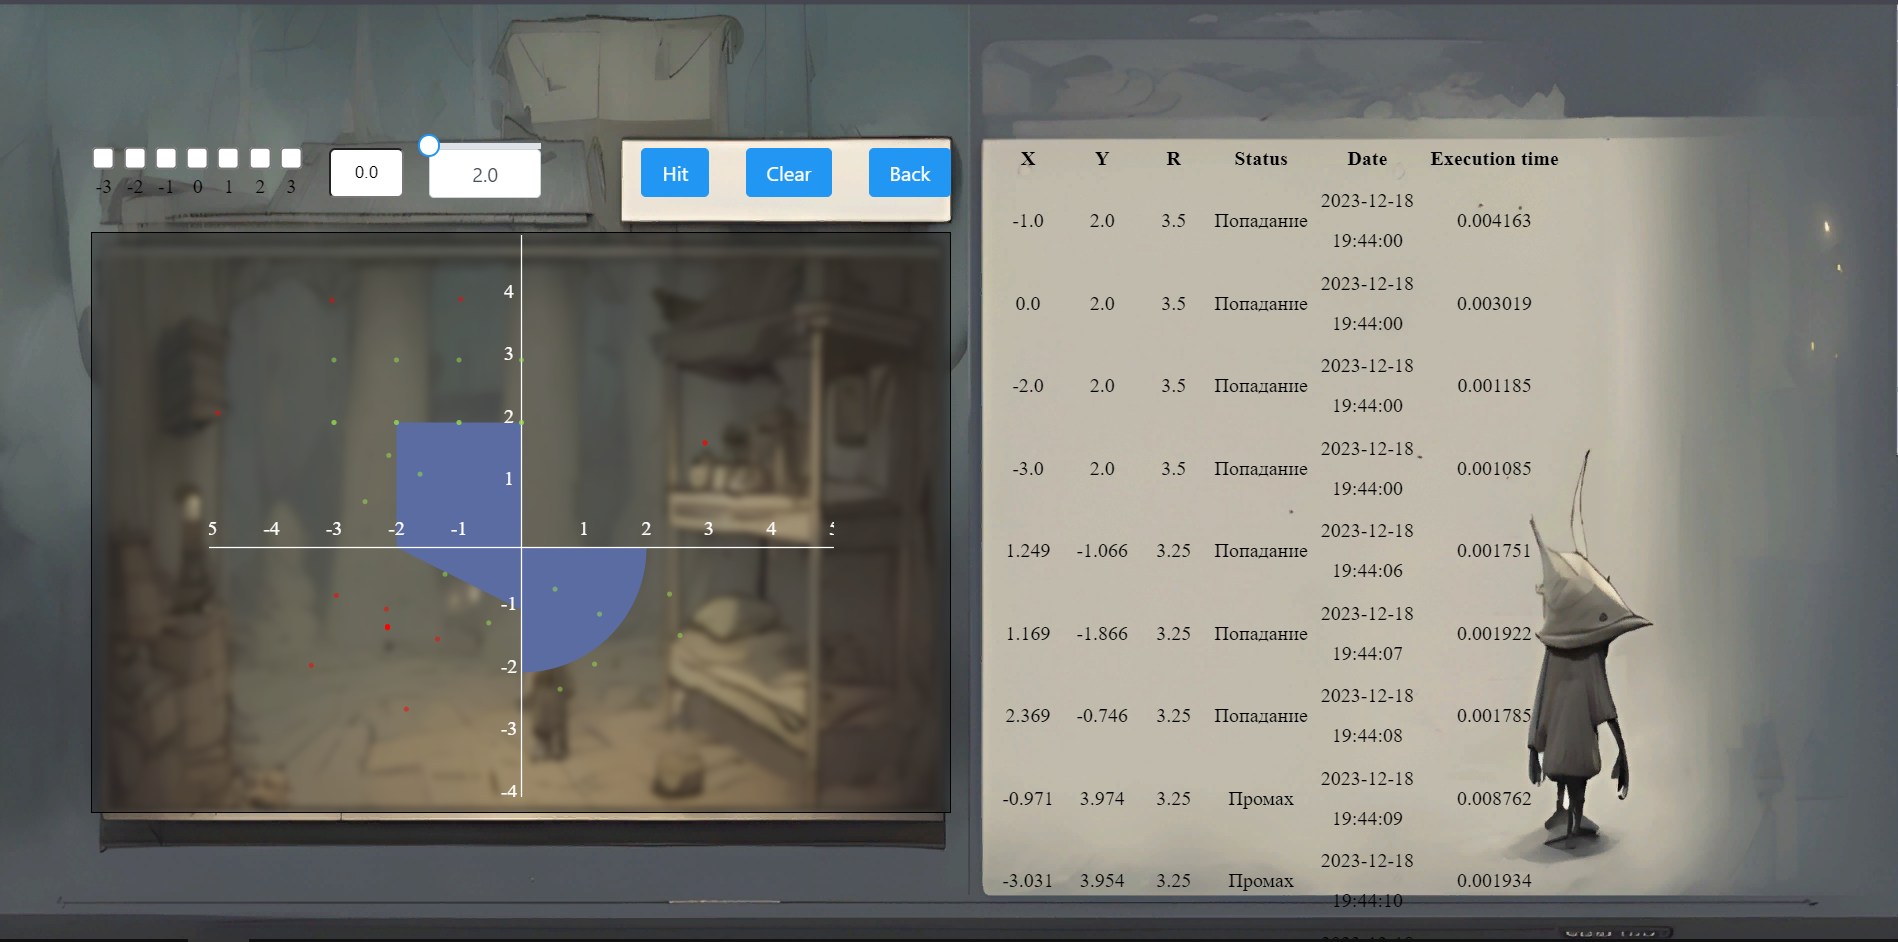 -3 -2 -1 0 1 2 3
0.0
2.0
Hit Clear Back
4
3
2
1
5 -4 -3 -2 -1 1 2 3 4
-1
-2
-3
-4
X Y R Status Date Execution time
-1.0 2.0 3.5 Попадание 2023-12-18 19:44:00 0.004163
0.0 2.0 3.5 Попадание 2023-12-18 19:44:00 0.003019
-2.0 2.0 3.5 Попадание 2023-12-18 19:44:00 0.001185
-3.0 2.0 3.5 Попадание 2023-12-18 19:44:00 0.001085
1.249 -1.066 3.25 Попадание 2023-12-18 19:44:06 0.001751
1.169 -1.866 3.25 Попадание 2023-12-18 19:44:07 0.001922
2.369 -0.746 3.25 Попадание 2023-12-18 19:44:08 0.001785
-0.971 3.974 3.25 Промах 2023-12-18 19:44:09 0.008762
-3.031 3.954 3.25 Промах 2023-12-18 19:44:10 0.001934